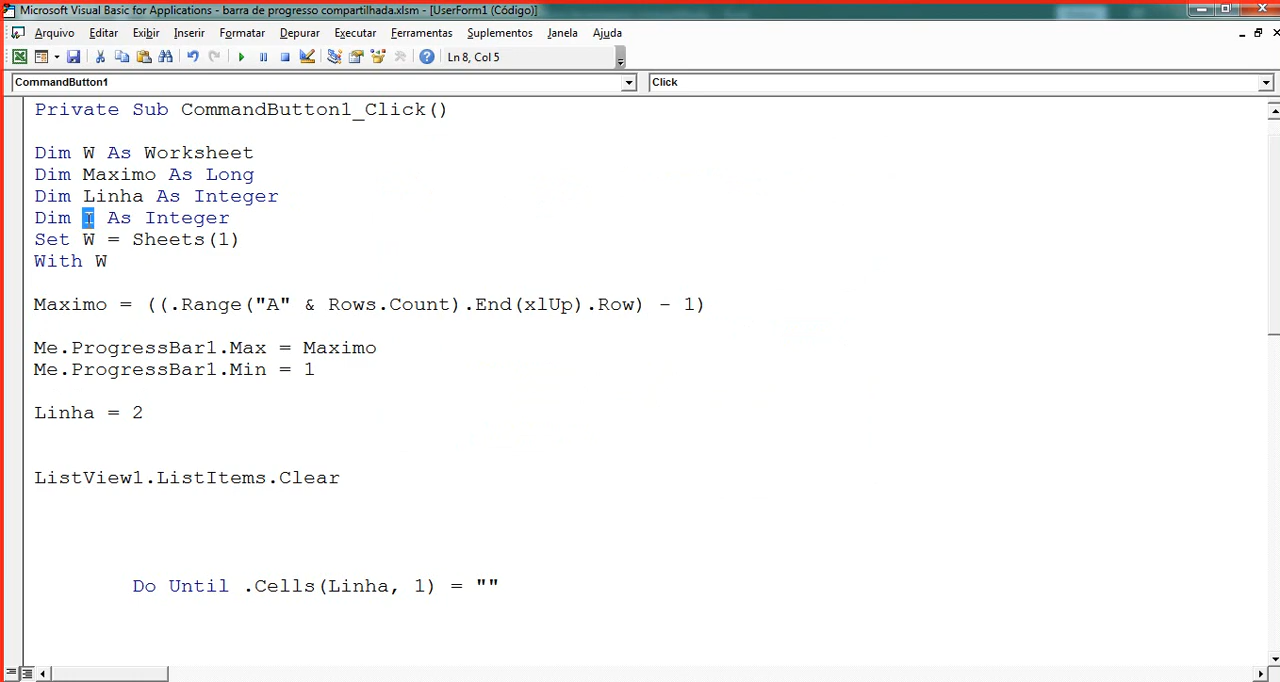 Microsoft Visual Basic for Applications - barra de progresso compartilhada.xlsm - [UserForm1 (Código)]
Arquivo Editar Exibir Inserir Formatar Depurar Executar Ferramentas Suplementos Janela Ajuda
Ln 8, Col 5
CommandButton1 Click
Private Sub CommandButton1_Click()
Dim W As Worksheet
Dim Maximo As Long
Dim Linha As Integer
Dim I As Integer
Set W = Sheets(1)
With W
Maximo = ((.Range("A" & Rows.Count).End(xlUp).Row) - 1)
Me.ProgressBar1.Max = Maximo
Me.ProgressBar1.Min = 1
Linha = 2
ListView1.ListItems.Clear
Do Until .Cells(Linha, 1) = ""